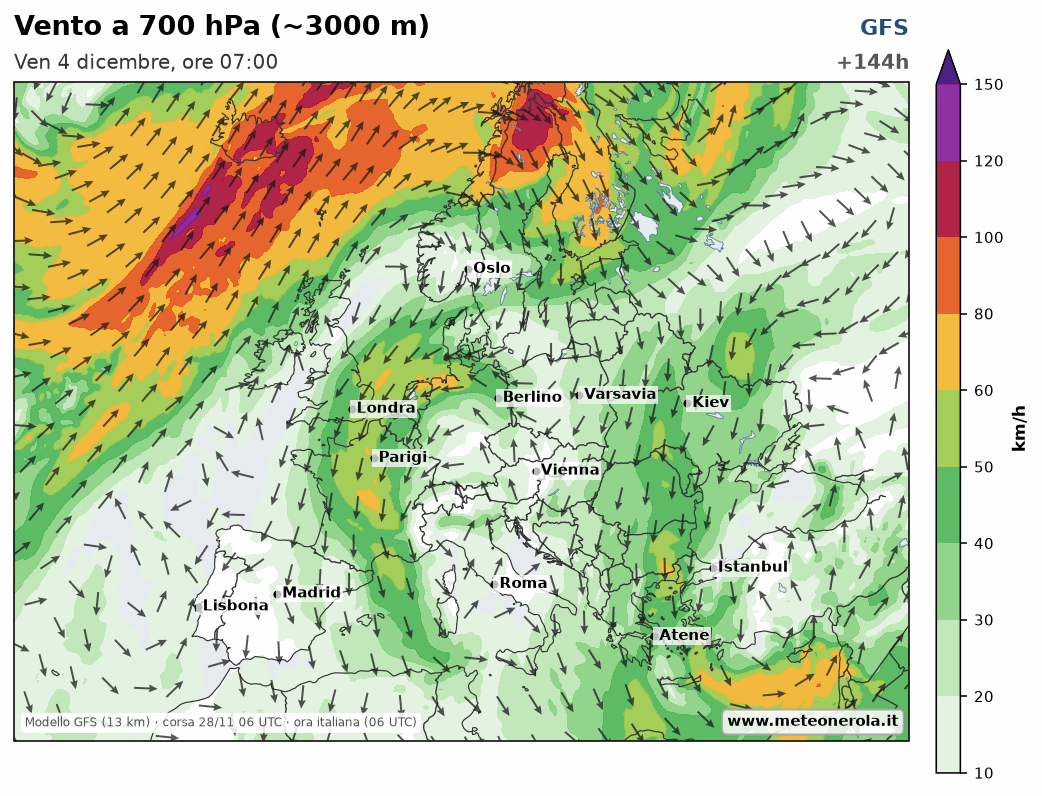 Vento a 700 hPa (~3000 m)
GFS
Ven 4 dicembre, ore 07:00
+144h
150
120
100
80
60
50
40
30
20
10
km/h
Oslo
Berlino
Varsavia
Kiev
Londra
Parigi
Vienna
Istanbul
Roma
Madrid
Lisbona
Atene
Modello GFS (13 km) · corsa 28/11 06 UTC · ora italiana (06 UTC)
www.meteonerola.it